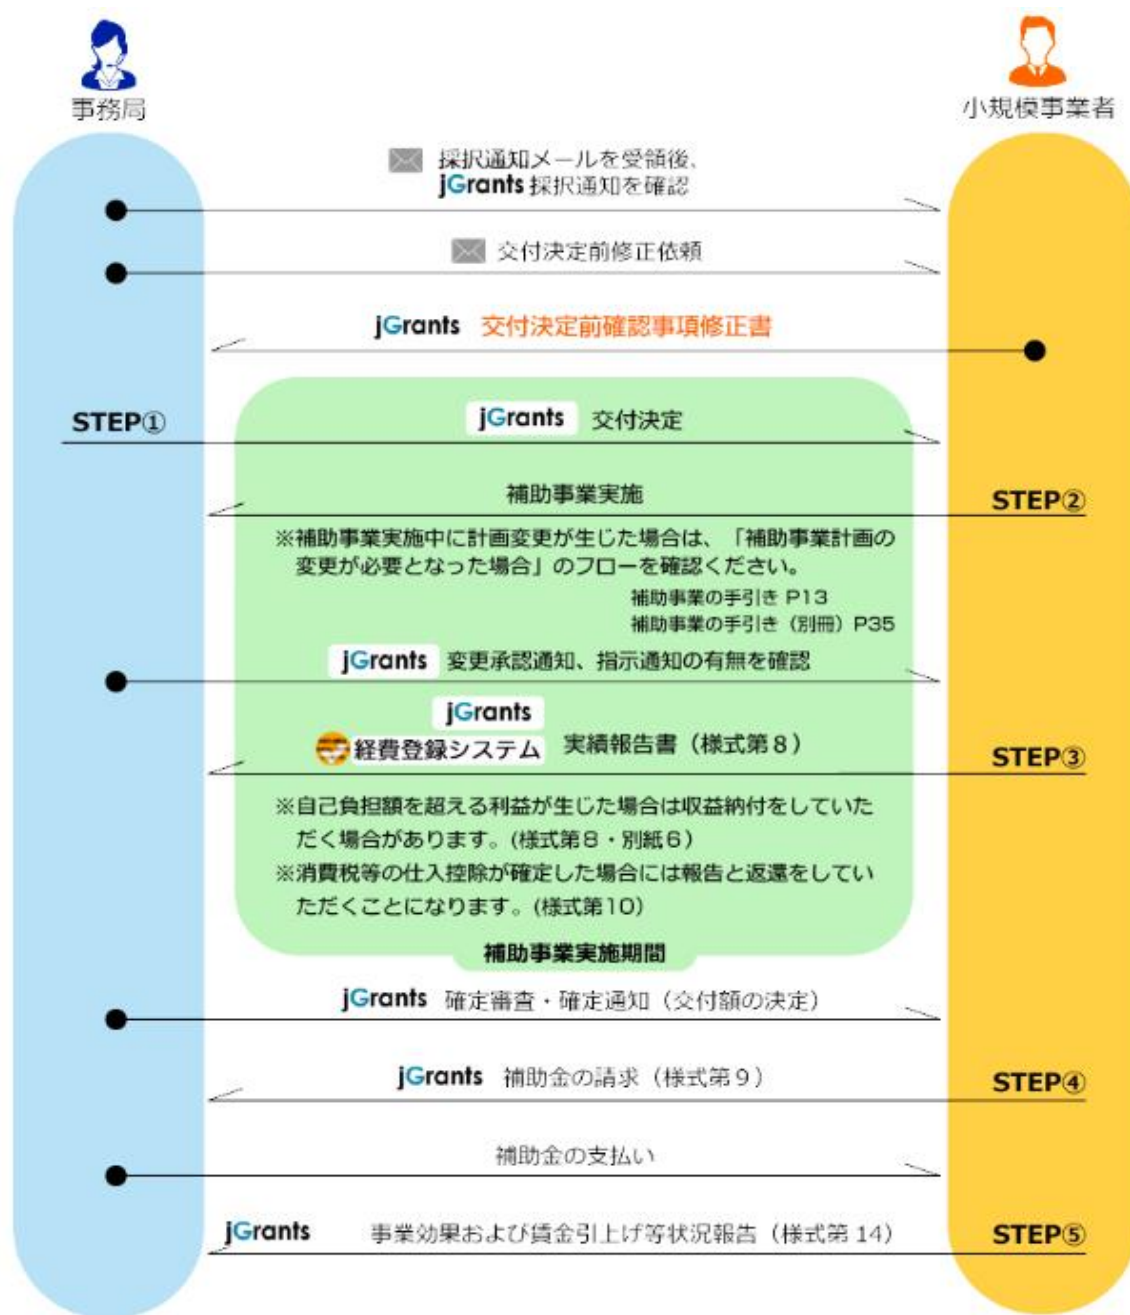 事務局
小規模事業者
採択通知メールを受領後、
jGrants 採択通知を確認
交付決定前修正依頼
jGrants 交付決定前確認事項修正書
STEP① jGrants 交付決定
補助事業実施 STEP②
※補助事業実施中に計画変更が生じた場合は、「補助事業計画の
変更が必要となった場合」のフローを確認ください。
補助事業の手引き P13
補助事業の手引き（別冊）P35
jGrants 変更承認通知、指示通知の有無を確認
jGrants
経費登録システム 実績報告書（様式第８） STEP③
※自己負担額を超える利益が生じた場合は収益納付をしていた
だく場合があります。(様式第８・別紙６）
※消費税等の仕入控除が確定した場合には報告と返還をしてい
ただくことになります。(様式第10）
補助事業実施期間
jGrants 確定審査・確定通知（交付額の決定）
jGrants 補助金の請求（様式第９） STEP④
補助金の支払い
jGrants 事業効果および賃金引上げ等状況報告（様式第 14） STEP⑤